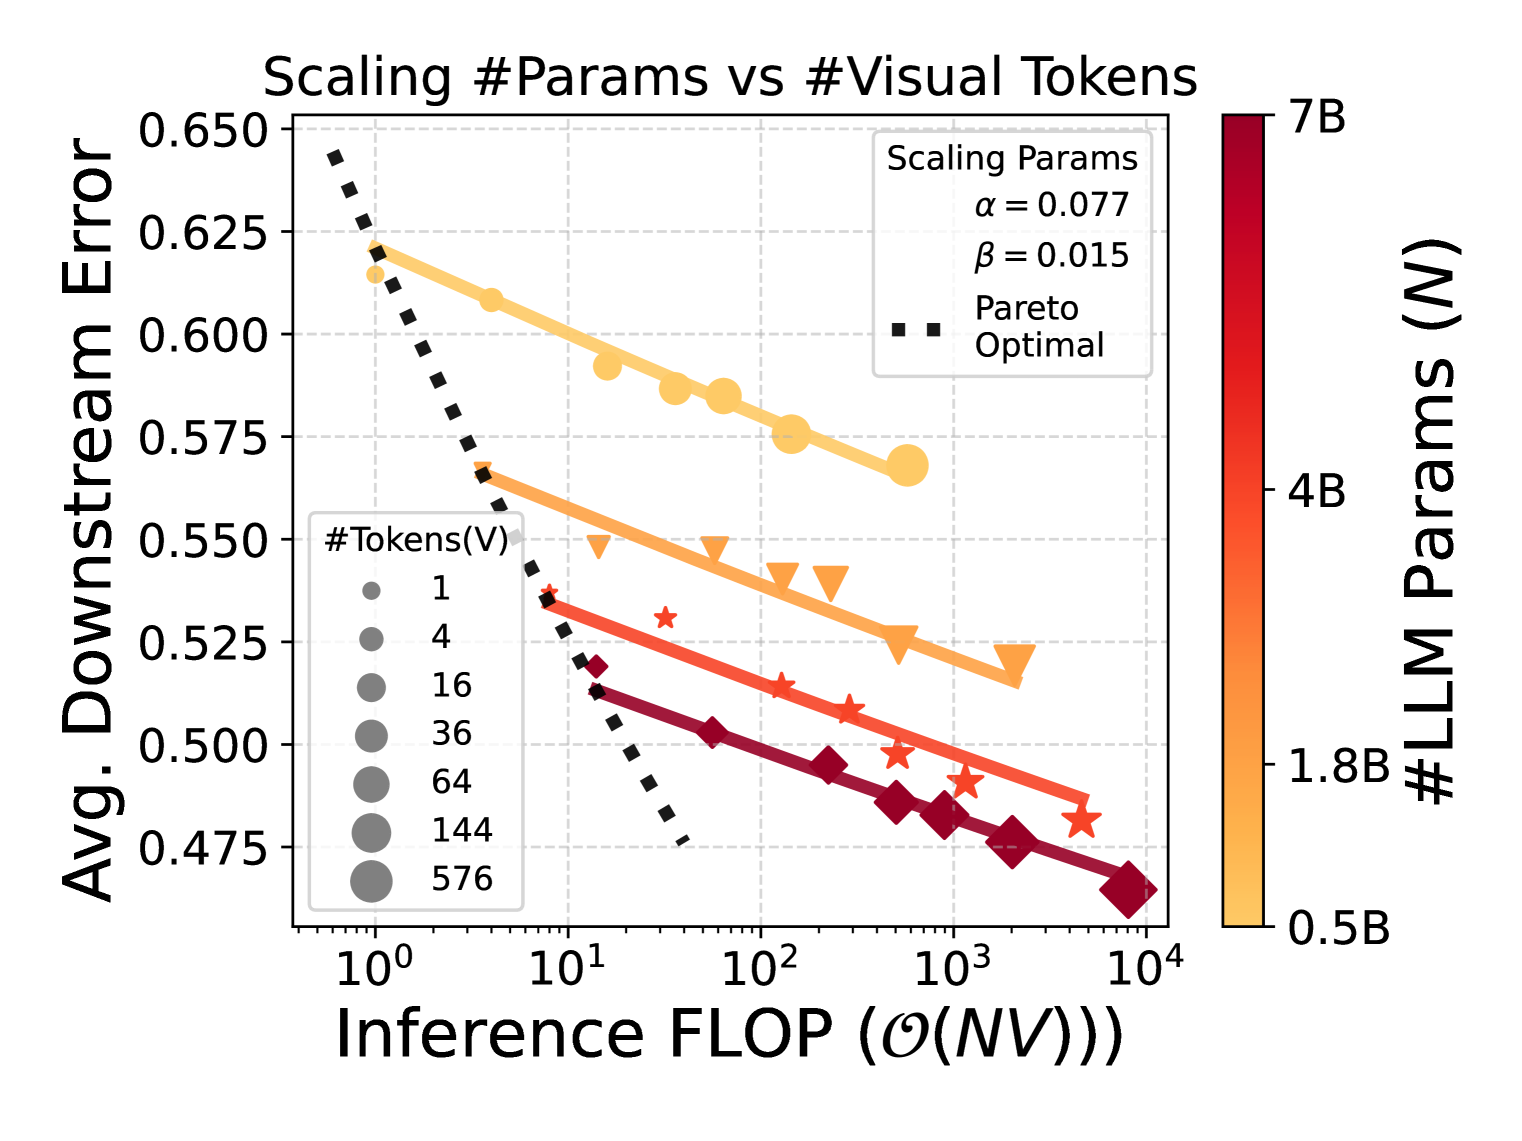 Scaling #Params vs #Visual Tokens
Avg. Downstream Error
0.650
0.625
0.600
0.575
0.550
0.525
0.500
0.475
Scaling Params
α = 0.077
β = 0.015
Pareto
Optimal
#Tokens(V)
1
4
16
36
64
144
576
10⁰
10¹
10²
10³
10⁴
Inference FLOP (𝒪(NV)))
7B
4B
1.8B
0.5B
#LLM Params (N)